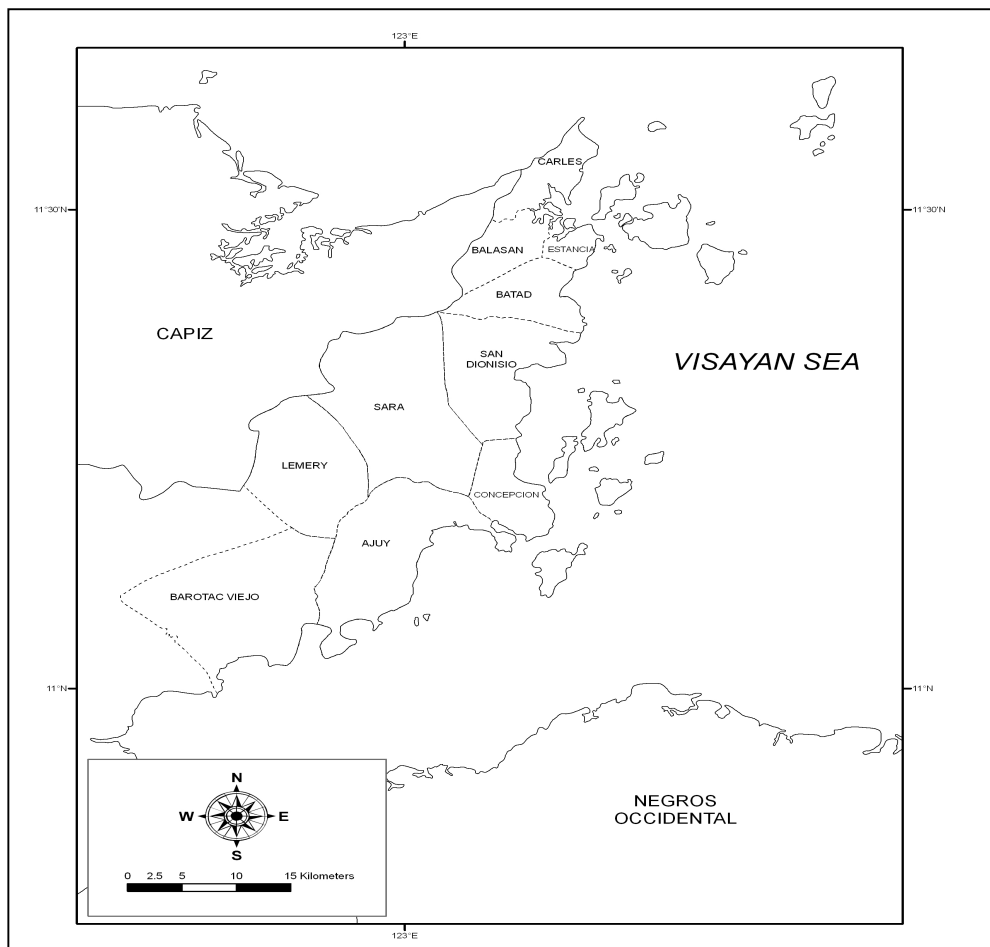 123°E
CARLES
11°30'N
11°30'N
BALASAN
ESTANCIA
BATAD
CAPIZ
SAN
DIONISIO
VISAYAN SEA
SARA
LEMERY
CONCEPCION
AJUY
BAROTAC VIEJO
11°N
11°N
N
W E
S
0 2.5 5 10 15 Kilometers
NEGROS
OCCIDENTAL
123°E